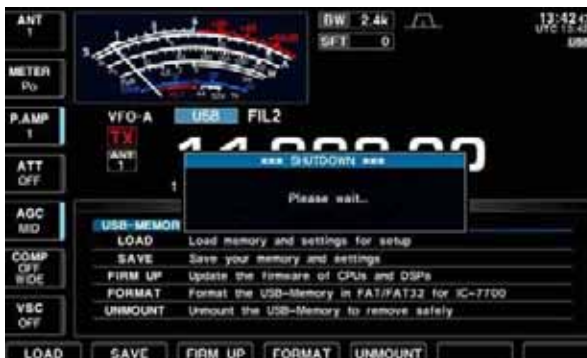 ANT
1
BW 2.4k
SFT 0
13:42
UTC
METER
Po
VFO-A USB FIL2
TX
ANT
1
P.AMP
1
ATT
OFF
*** SHUTDOWN ***
Please wait...
AGC
MID
USB-MEMOR
LOAD Load memory and settings for setup
SAVE Save your memory and settings
FIRM UP Update the firmware of CPUs and DSPs
FORMAT Format the USB-Memory in FAT/FAT32 for IC-7700
UNMOUNT Unmount the USB-Memory to remove safely
COMP
OFF
WIDE
VSC
OFF
LOAD SAVE FIRM UP FORMAT UNMOUNT